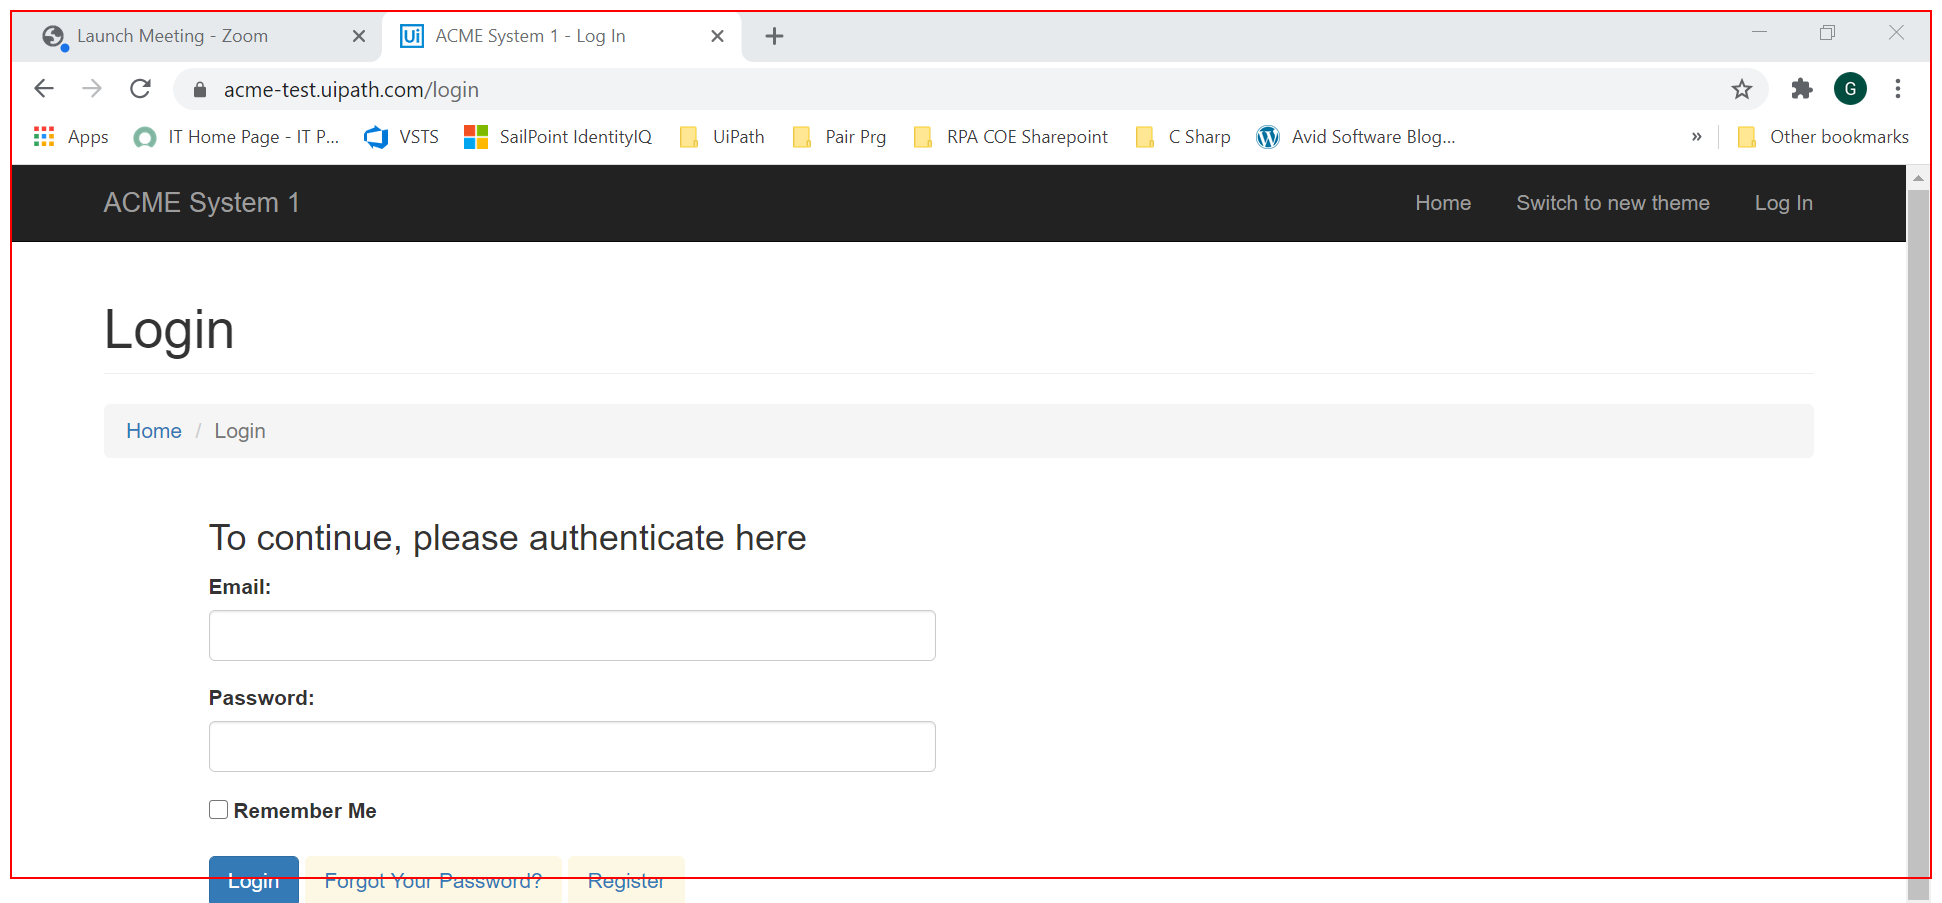 Launch Meeting - Zoom
Ui ACME System 1 - Log In
acme-test.uipath.com/login
G
Apps IT Home Page - IT P... VSTS SailPoint IdentityIQ UiPath Pair Prg RPA COE Sharepoint C Sharp Avid Software Blog... » Other bookmarks
ACME System 1 Home Switch to new theme Log In
Login
Home / Login
To continue, please authenticate here
Email:
Password:
Remember Me
Login Forgot Your Password? Register